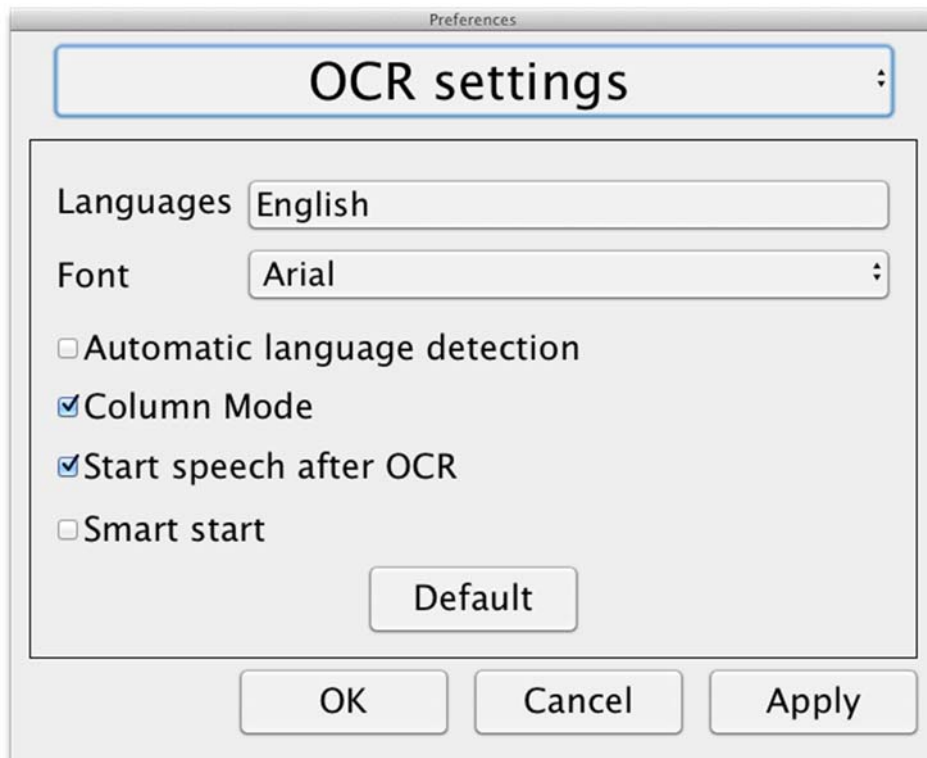 Preferences
OCR settings
Languages English
Font Arial
Automatic language detection
Column Mode
Start speech after OCR
Smart start
Default
OK Cancel Apply